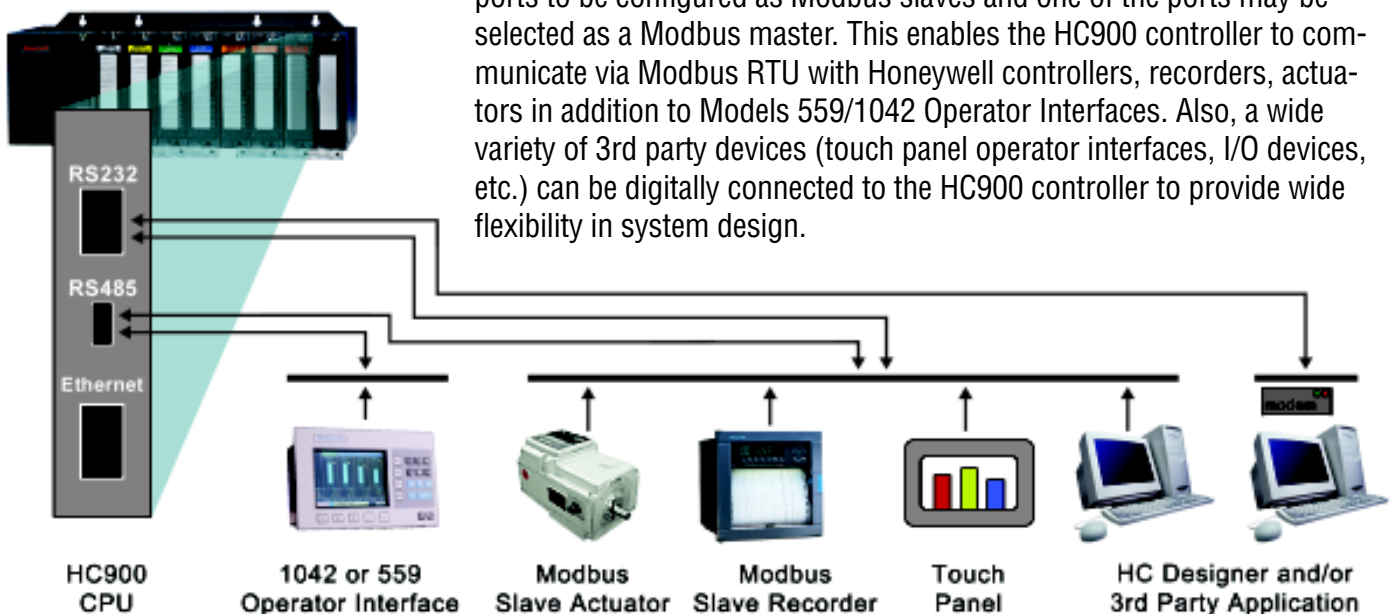 ports to be configured as Modbus slaves and one of the ports may be
selected as a Modbus master. This enables the HC900 controller to com-
municate via Modbus RTU with Honeywell controllers, recorders, actua-
tors in addition to Models 559/1042 Operator Interfaces. Also, a wide
variety of 3rd party devices (touch panel operator interfaces, I/O devices,
etc.) can be digitally connected to the HC900 controller to provide wide
flexibility in system design.
RS232
RS485
Ethernet
modem
HC900
CPU
1042 or 559
Operator Interface
Modbus
Slave Actuator
Modbus
Slave Recorder
Touch
Panel
HC Designer and/or
3rd Party Application